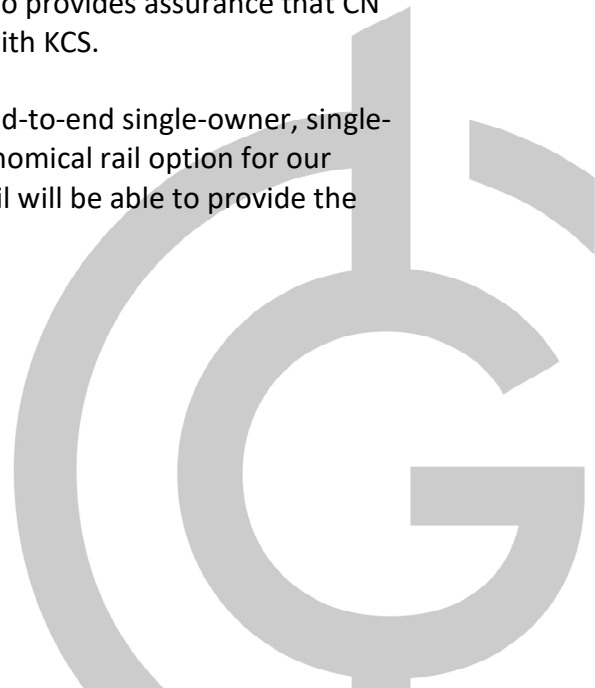 o provides assurance that CN
ith KCS.
d-to-end single-owner, single-
nomical rail option for our
il will be able to provide the